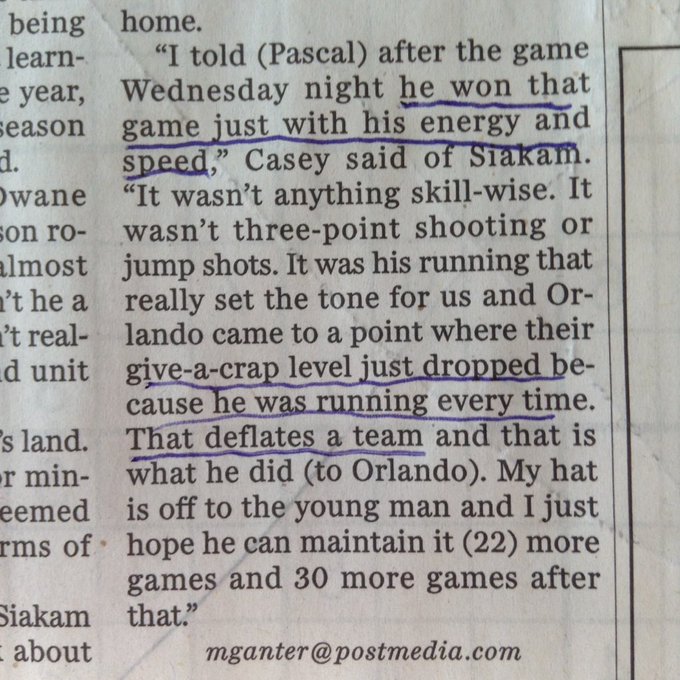 being
learn-
e year,
season
d.
Dwane
son ro-
almost
n't he a
n't real-
nd unit
's land.
or min-
eemed
rms of
Siakam
about
home.
“I told (Pascal) after the game
Wednesday night he won that
game just with his energy and
speed,” Casey said of Siakam.
“It wasn’t anything skill-wise. It
wasn’t three-point shooting or
jump shots. It was his running that
really set the tone for us and Or-
lando came to a point where their
give-a-crap level just dropped be-
cause he was running every time.
That deflates a team and that is
what he did (to Orlando). My hat
is off to the young man and I just
hope he can maintain it (22) more
games and 30 more games after
that.”
mganter@postmedia.com